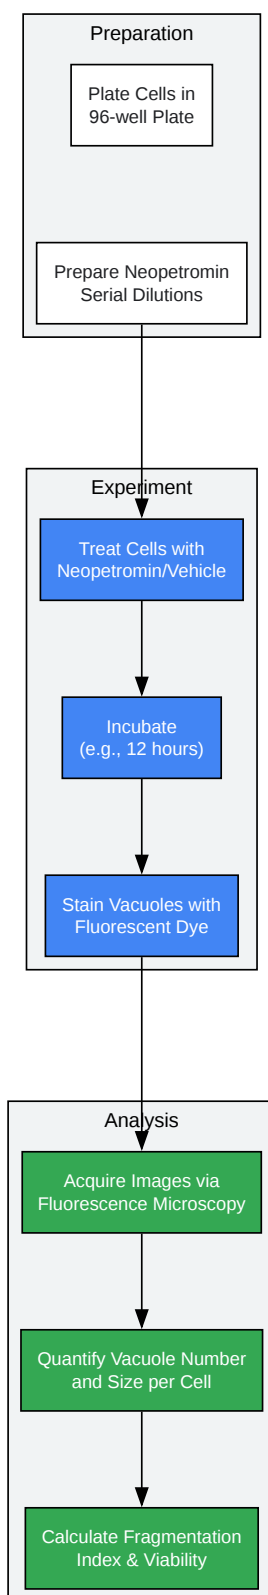 Preparation
Plate Cells in
96-well Plate
Prepare Neopetromin
Serial Dilutions
Experiment
Treat Cells with
Neopetromin/Vehicle
Incubate
(e.g., 12 hours)
Stain Vacuoles with
Fluorescent Dye
Analysis
Acquire Images via
Fluorescence Microscopy
Quantify Vacuole Number
and Size per Cell
Calculate Fragmentation
Index & Viability